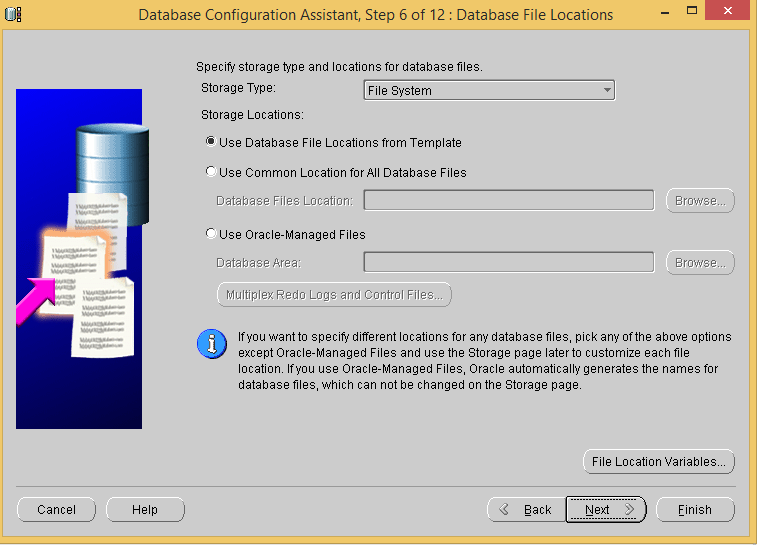 Database Configuration Assistant, Step 6 of 12 : Database File Locations
Specify storage type and locations for database files.
Storage Type: File System
Storage Locations:
Use Database File Locations from Template
Use Common Location for All Database Files
Database Files Location: Browse...
Use Oracle-Managed Files
Database Area: Browse...
Multiplex Redo Logs and Control Files...
If you want to specify different locations for any database files, pick any of the above options
except Oracle-Managed Files and use the Storage page later to customize each file
location. If you use Oracle-Managed Files, Oracle automatically generates the names for
database files, which can not be changed on the Storage page.
File Location Variables...
Cancel Help Back Next Finish